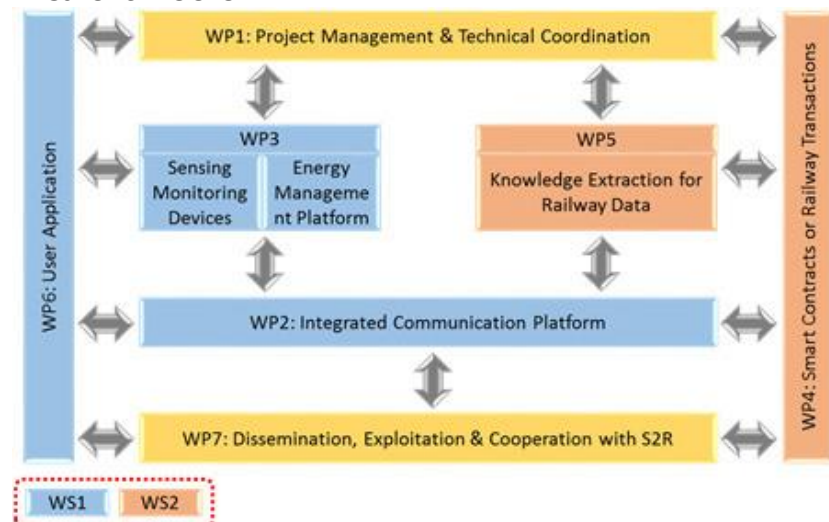 WP1: Project Management & Technical Coordination
WP6: User Application
WP3
Sensing
Monitoring
Devices
Energy
Manageme
nt Platform
WP5
Knowledge Extraction for
Railway Data
WP4: Smart Contracts or Railway Transactions
WP2: Integrated Communication Platform
WP7: Dissemination, Exploitation & Cooperation with S2R
WS1
WS2